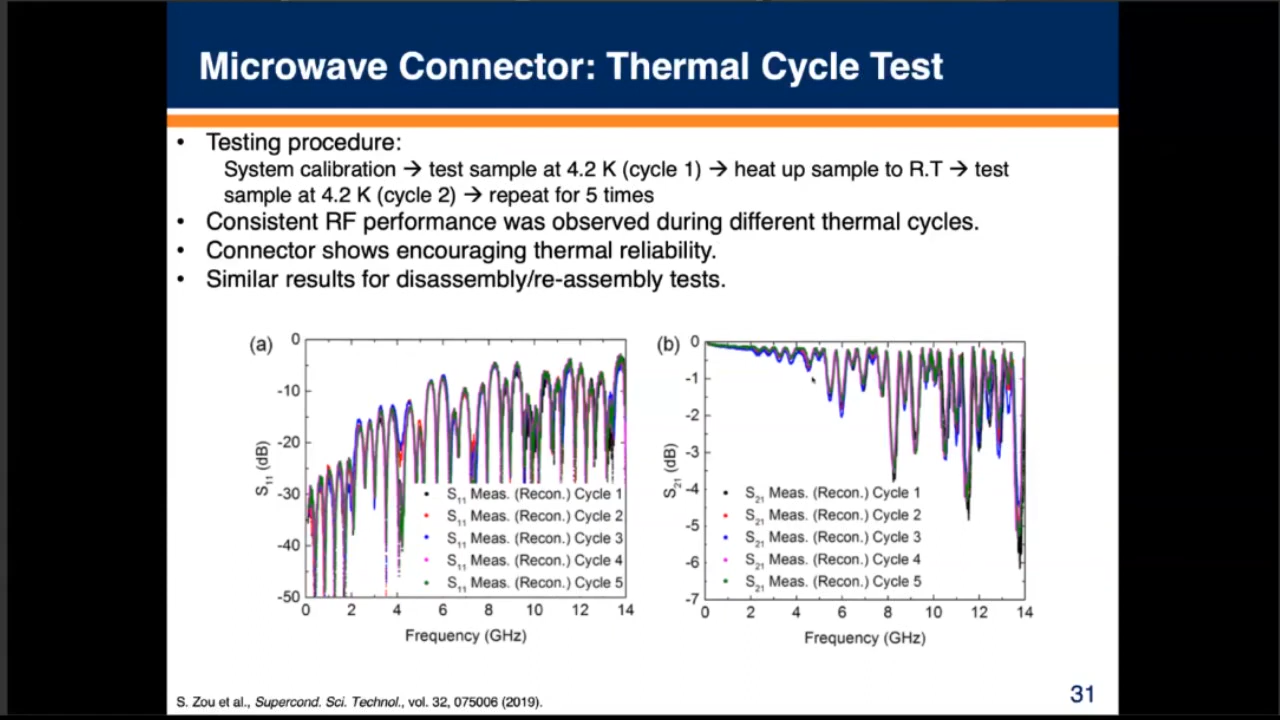 Microwave Connector: Thermal Cycle Test
• Testing procedure:
System calibration → test sample at 4.2 K (cycle 1) → heat up sample to R.T → test
sample at 4.2 K (cycle 2) → repeat for 5 times
• Consistent RF performance was observed during different thermal cycles.
• Connector shows encouraging thermal reliability.
• Similar results for disassembly/re-assembly tests.
(a)
0
-10
-20
-30
-40
-50
S11 (dB)
S11 Meas. (Recon.) Cycle 1
S11 Meas. (Recon.) Cycle 2
S11 Meas. (Recon.) Cycle 3
S11 Meas. (Recon.) Cycle 4
S11 Meas. (Recon.) Cycle 5
0 2 4 6 8 10 12 14
Frequency (GHz)
(b)
0
-1
-2
-3
-4
-5
-6
-7
S21 (dB)
S21 Meas. (Recon.) Cycle 1
S21 Meas. (Recon.) Cycle 2
S21 Meas. (Recon.) Cycle 3
S21 Meas. (Recon.) Cycle 4
S21 Meas. (Recon.) Cycle 5
0 2 4 6 8 10 12 14
Frequency (GHz)
S. Zou et al., Supercond. Sci. Technol., vol. 32, 075006 (2019).
31